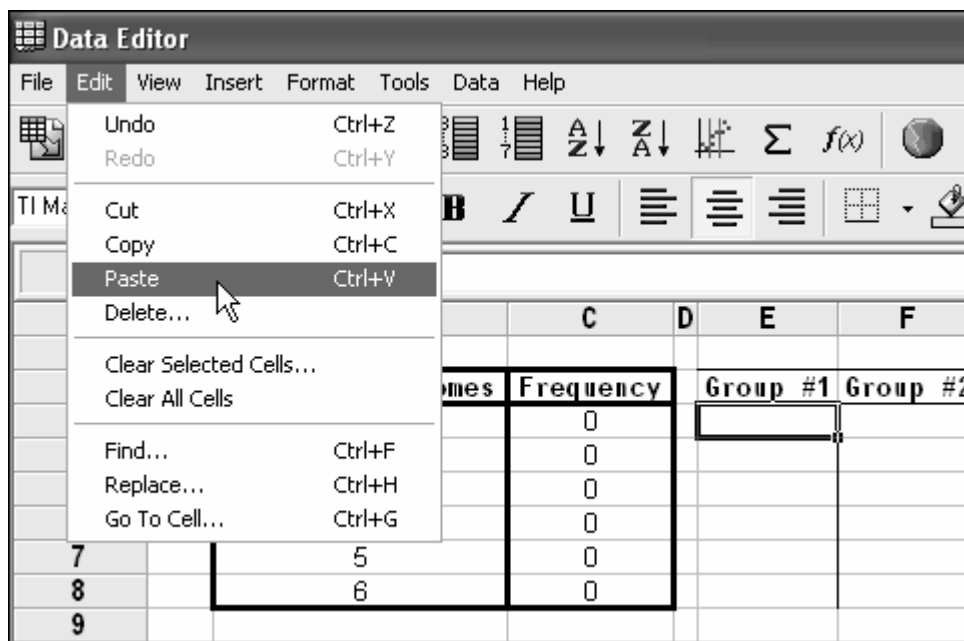 Data Editor
File Edit View Insert Format Tools Data Help
Undo Ctrl+Z
Redo Ctrl+Y
Cut Ctrl+X
Copy Ctrl+C
Paste Ctrl+V
Delete...
Clear Selected Cells...
Clear All Cells
Find... Ctrl+F
Replace... Ctrl+H
Go To Cell... Ctrl+G
A Z Z A Σ f(x)
TI Ma B I U
C D E F
omes Frequency Group #1 Group #2
0
0
0
0
7 5 0
8 6 0
9